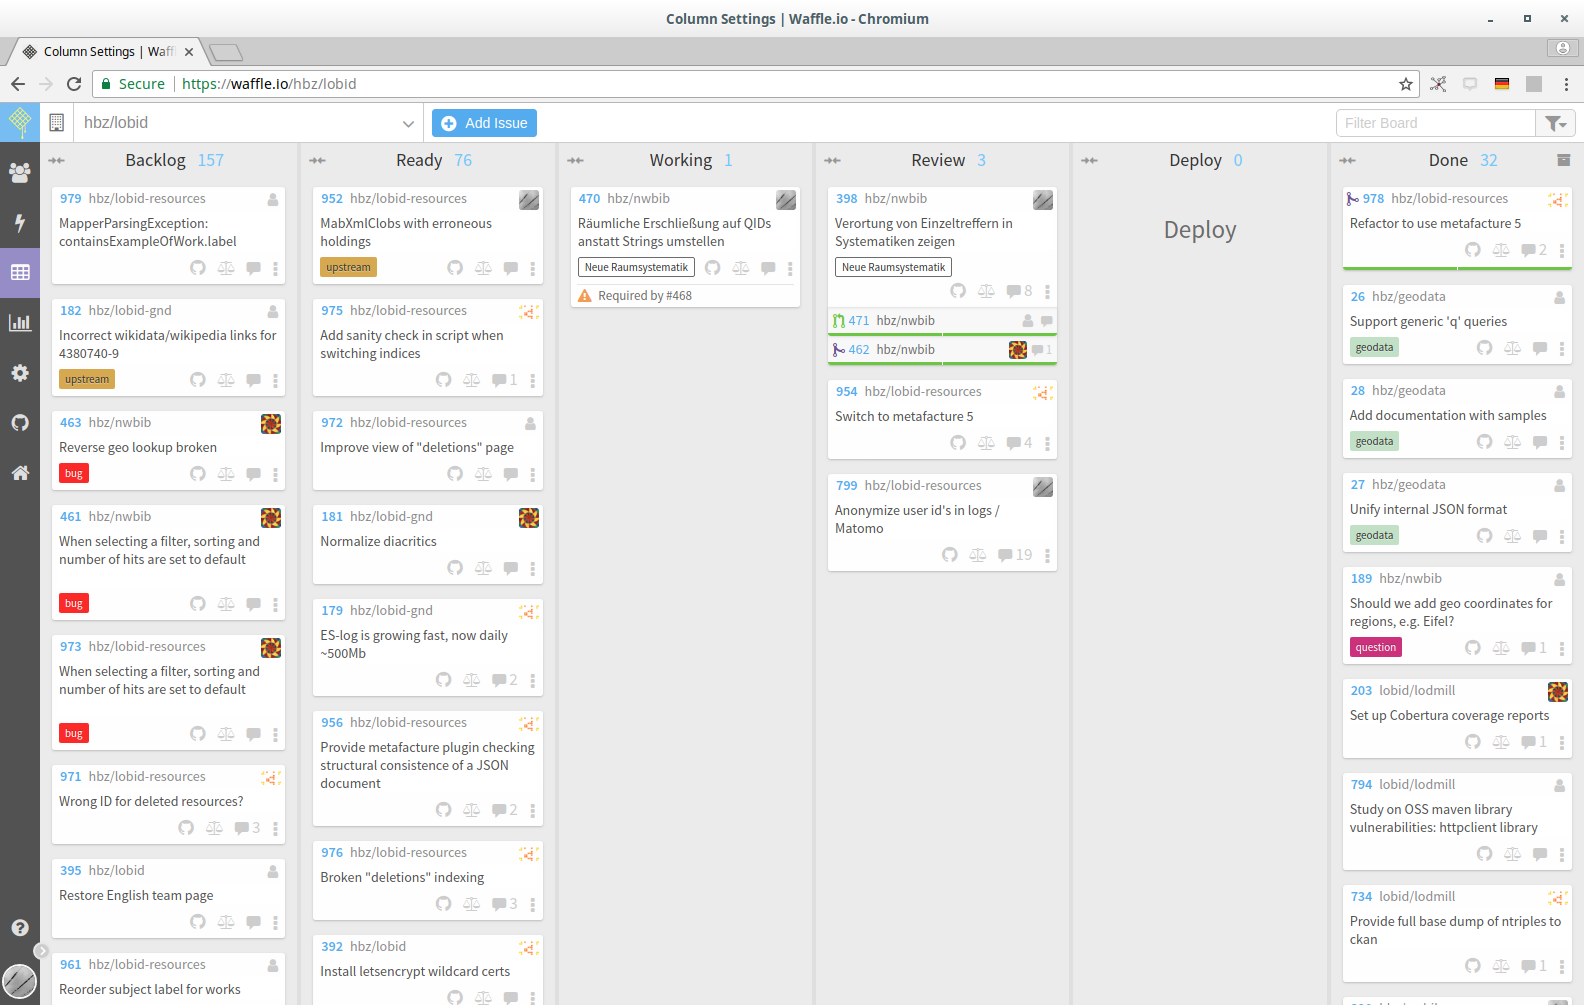 Column Settings | Waffle.io - Chromium
Column Settings | Waff
Secure
https://waffle.io/hbz/lobid
hbz/lobid
Add Issue
Filter Board
Backlog 157
979 hbz/lobid-resources
MapperParsingException:
containsExampleOfWork.label
182 hbz/lobid-gnd
Incorrect wikidata/wikipedia links for
4380740-9
upstream
463 hbz/nwbib
Reverse geo lookup broken
bug
461 hbz/nwbib
When selecting a filter, sorting and
number of hits are set to default
bug
973 hbz/lobid-resources
When selecting a filter, sorting and
number of hits are set to default
bug
971 hbz/lobid-resources
Wrong ID for deleted resources?
3
395 hbz/lobid
Restore English team page
961 hbz/lobid-resources
Reorder subject label for works
Ready 76
952 hbz/lobid-resources
MabXmlClobs with erroneous
holdings
upstream
975 hbz/lobid-resources
Add sanity check in script when
switching indices
1
972 hbz/lobid-resources
Improve view of "deletions" page
181 hbz/lobid-gnd
Normalize diacritics
179 hbz/lobid-gnd
ES-log is growing fast, now daily
~500Mb
2
956 hbz/lobid-resources
Provide metafacture plugin checking
structural consistence of a JSON
document
2
976 hbz/lobid-resources
Broken "deletions" indexing
3
392 hbz/lobid
Install letsencrypt wildcard certs
Working 1
470 hbz/nwbib
Räumliche Erschließung auf QIDs
anstatt Strings umstellen
Neue Raumsystematik
Required by #468
Review 3
398 hbz/nwbib
Verortung von Einzeltreffern in
Systematiken zeigen
Neue Raumsystematik
8
471 hbz/nwbib
462 hbz/nwbib 1
954 hbz/lobid-resources
Switch to metafacture 5
4
799 hbz/lobid-resources
Anonymize user id's in logs /
Matomo
19
Deploy 0
Deploy
Done 32
978 hbz/lobid-resources
Refactor to use metafacture 5
2
26 hbz/geodata
Support generic 'q' queries
geodata
28 hbz/geodata
Add documentation with samples
geodata
27 hbz/geodata
Unify internal JSON format
geodata
189 hbz/nwbib
Should we add geo coordinates for
regions, e.g. Eifel?
question 1
203 lobid/lodmill
Set up Cobertura coverage reports
1
794 lobid/lodmill
Study on OSS maven library
vulnerabilities: httpclient library
734 lobid/lodmill
Provide full base dump of ntriples to
ckan
1